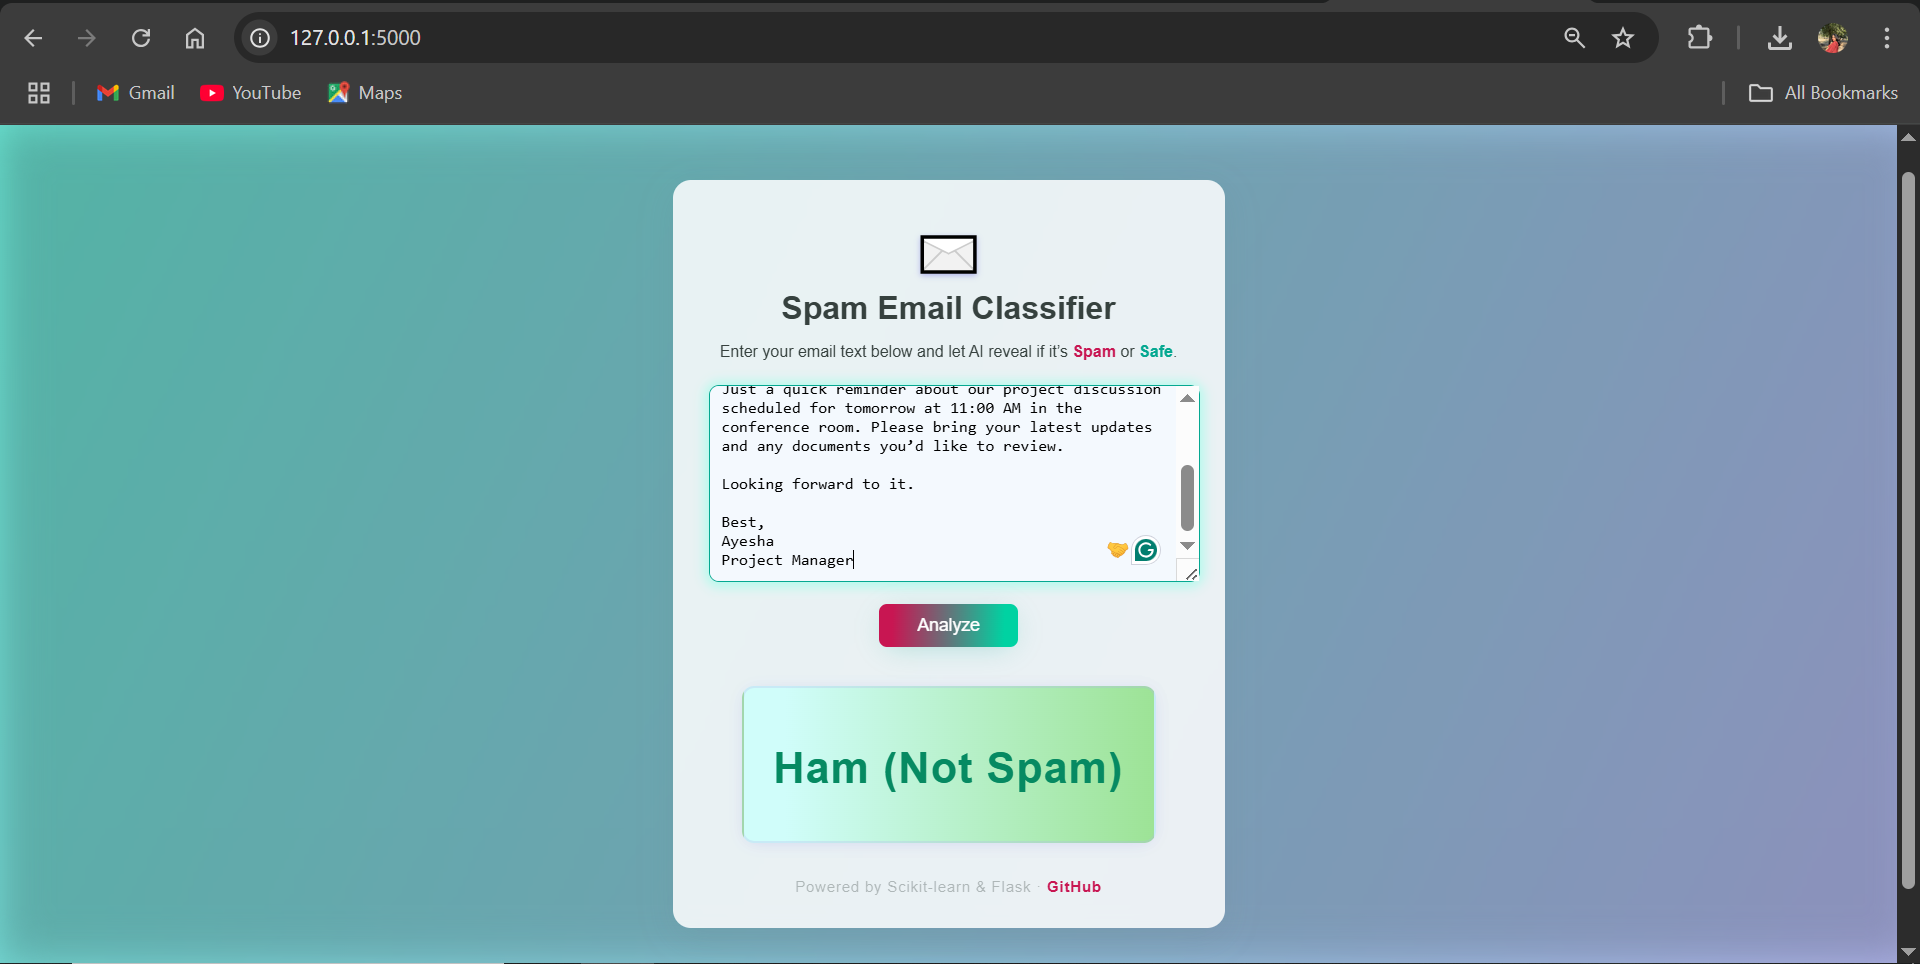 127.0.0.1:5000
Gmail
YouTube
Maps
All Bookmarks
Spam Email Classifier
Enter your email text below and let AI reveal if it’s Spam or Safe.
Just a quick reminder about our project discussion
scheduled for tomorrow at 11:00 AM in the
conference room. Please bring your latest updates
and any documents you’d like to review.
Looking forward to it.
Best,
Ayesha
Project Manager
Analyze
Ham (Not Spam)
Powered by Scikit-learn & Flask · GitHub